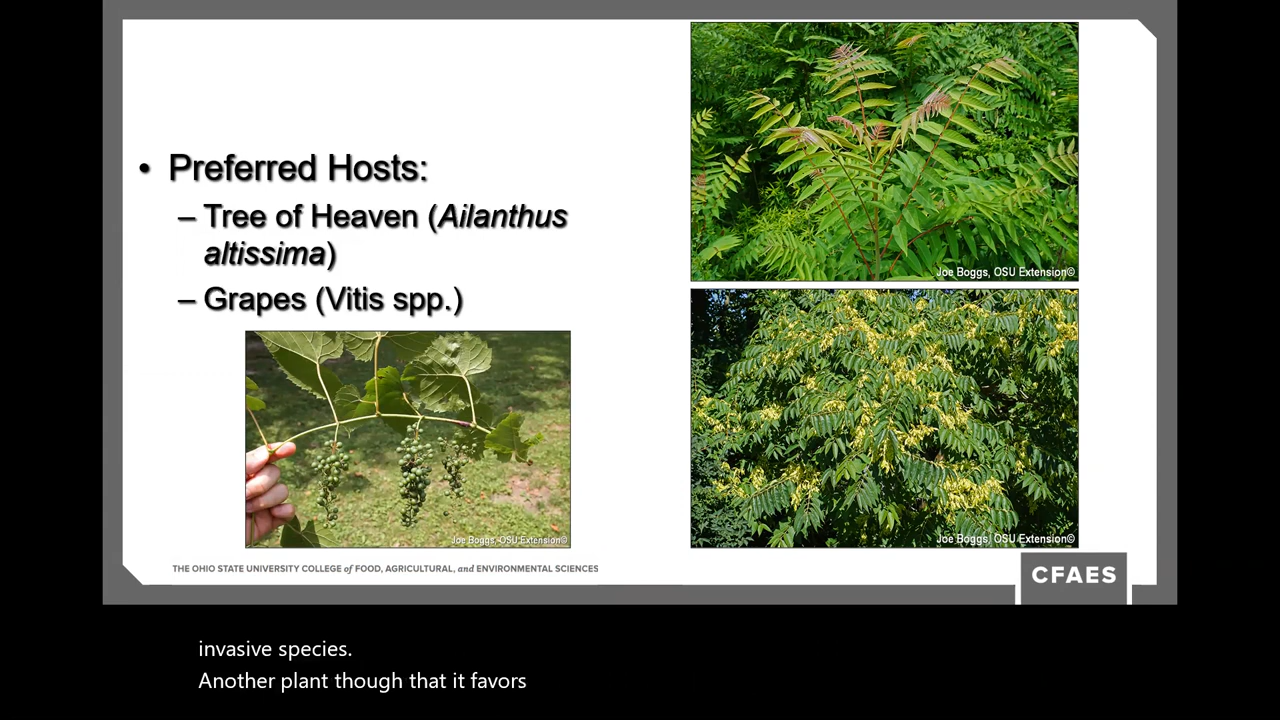 • Preferred Hosts:
– Tree of Heaven (Ailanthus
altissima)
– Grapes (Vitis spp.)
Joe Boggs, OSU Extension©
Joe Boggs, OSU Extension©
Joe Boggs, OSU Extension©
THE OHIO STATE UNIVERSITY COLLEGE of FOOD, AGRICULTURAL, and ENVIRONMENTAL SCIENCES
CFAES
invasive species.
Another plant though that it favors